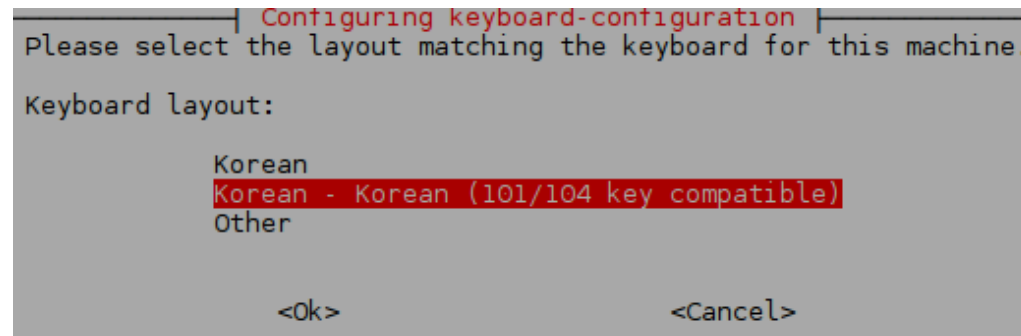 Configuring keyboard-configuration
Please select the layout matching the keyboard for this machine.
Keyboard layout:
Korean
Korean - Korean (101/104 key compatible)
Other
<Ok> <Cancel>